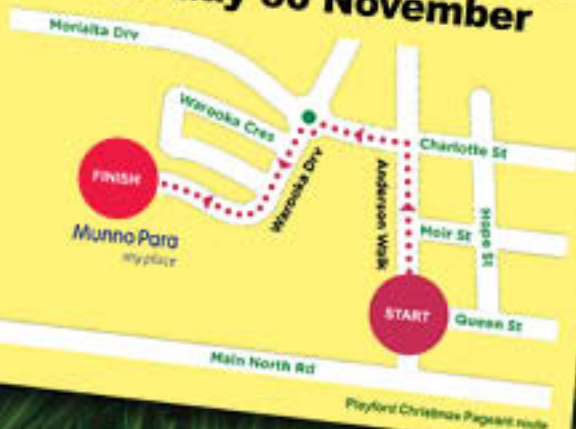 November
Morialta Drv
Warooka Cres
Charlotte St
FINISH
Warooka Drv
Anderson Walk
Moir St
Hope St
Munno Para
my place
START
Queen St
Main North Rd
Playford Christmas Pageant route